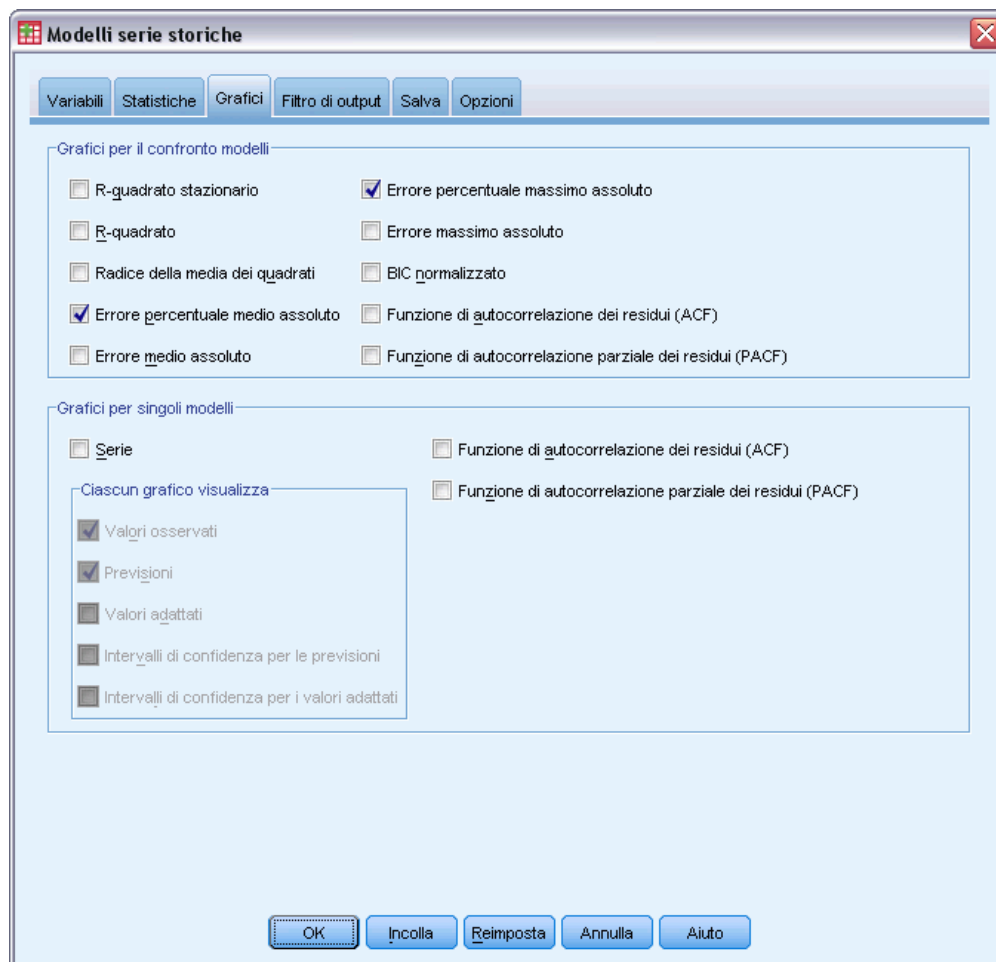 Modelli serie storiche
Variabili Statistiche Grafici Filtro di output Salva Opzioni
Grafici per il confronto modelli
R-quadrato stazionario
Errore percentuale massimo assoluto
R-quadrato
Errore massimo assoluto
Radice della media dei quadrati
BIC normalizzato
Errore percentuale medio assoluto
Funzione di autocorrelazione dei residui (ACF)
Errore medio assoluto
Funzione di autocorrelazione parziale dei residui (PACF)
Grafici per singoli modelli
Serie
Funzione di autocorrelazione dei residui (ACF)
Ciascun grafico visualizza
Funzione di autocorrelazione parziale dei residui (PACF)
Valori osservati
Previsioni
Valori adattati
Intervalli di confidenza per le previsioni
Intervalli di confidenza per i valori adattati
OK Incolla Reimposta Annulla Aiuto